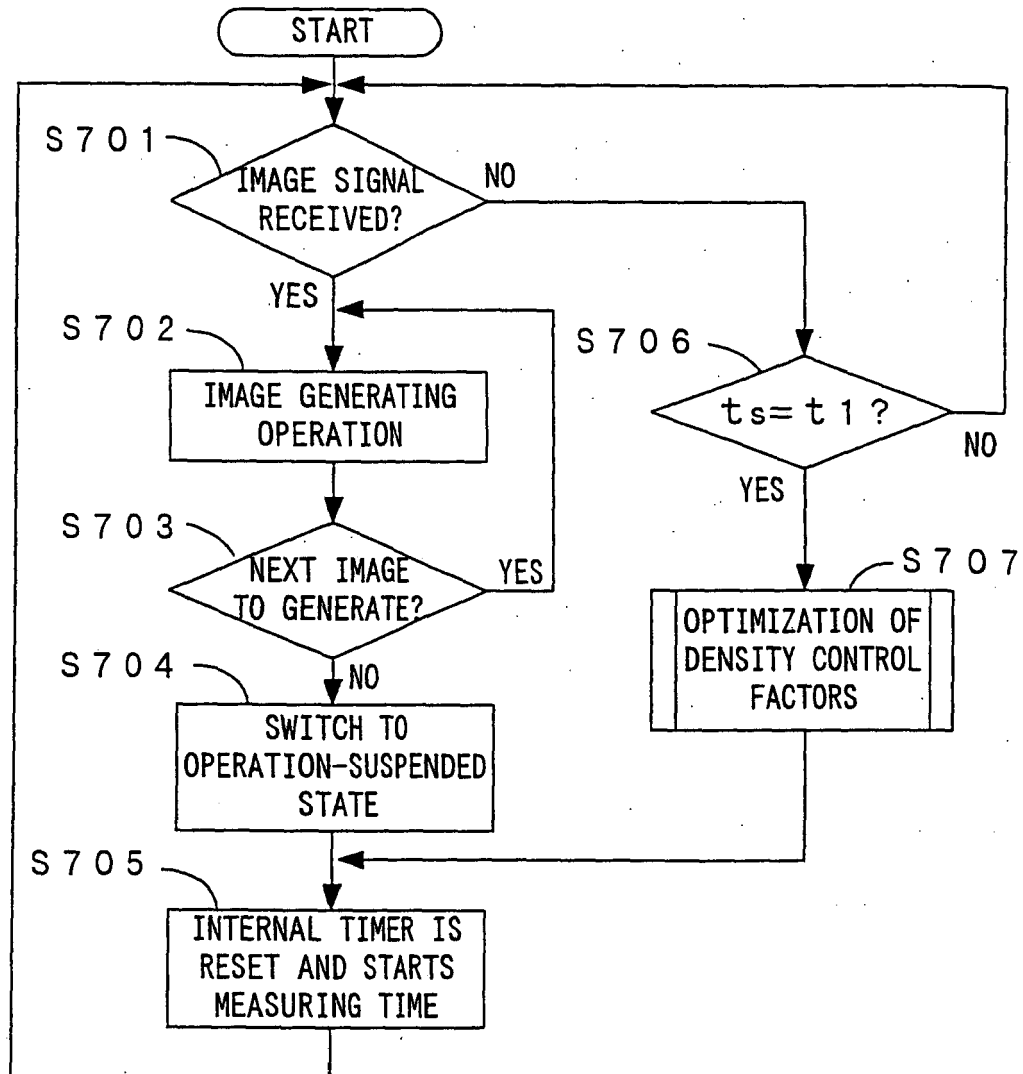 START
S701
IMAGE SIGNAL
RECEIVED?
NO
YES
S702
IMAGE GENERATING
OPERATION
S706
ts=t1?
NO
YES
S703
NEXT IMAGE
TO GENERATE?
YES
S707
OPTIMIZATION OF
DENSITY CONTROL
FACTORS
S704
NO
SWITCH TO
OPERATION-SUSPENDED
STATE
S705
INTERNAL TIMER IS
RESET AND STARTS
MEASURING TIME